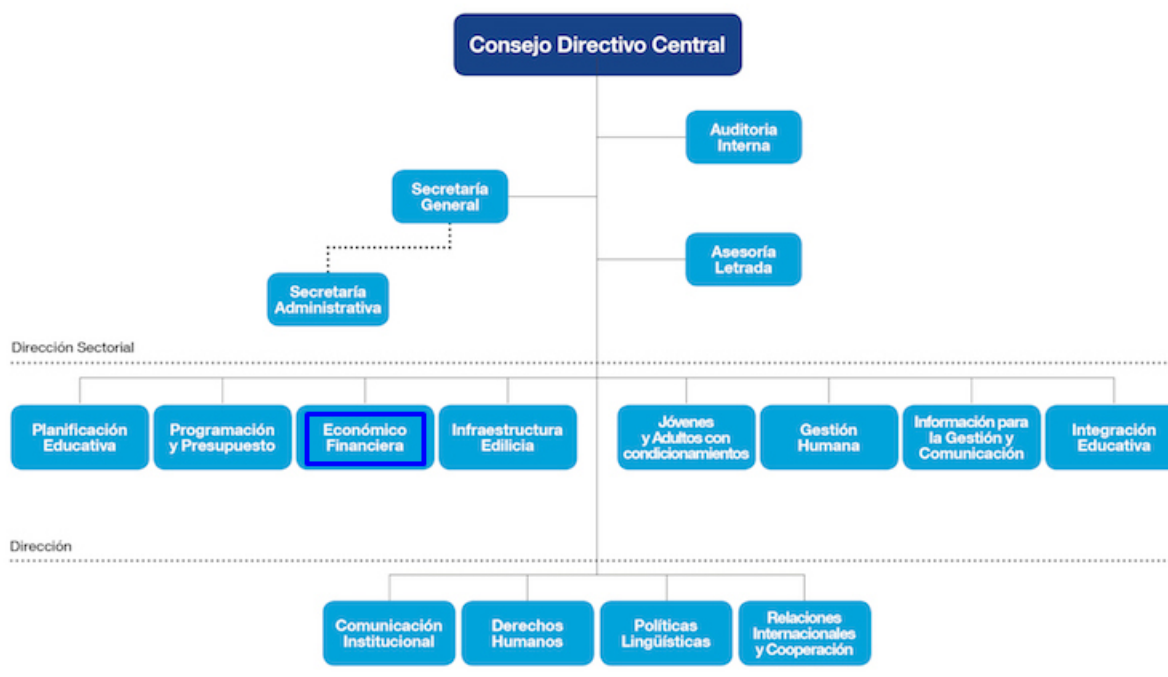 Consejo Directivo Central
Auditoria
Interna
Secretaría
General
Asesoría
Letrada
Secretaría
Administrativa
Dirección Sectorial
Planificación
Educativa
Programación
y Presupuesto
Económico
Financiera
Infraestructura
Edilicia
Jóvenes
y Adultos con
condicionamientos
Gestión
Humana
Información para
la Gestión y
Comunicación
Integración
Educativa
Dirección
Comunicación
Institucional
Derechos
Humanos
Políticas
Lingüísticas
Relaciones
Internacionales
y Cooperación